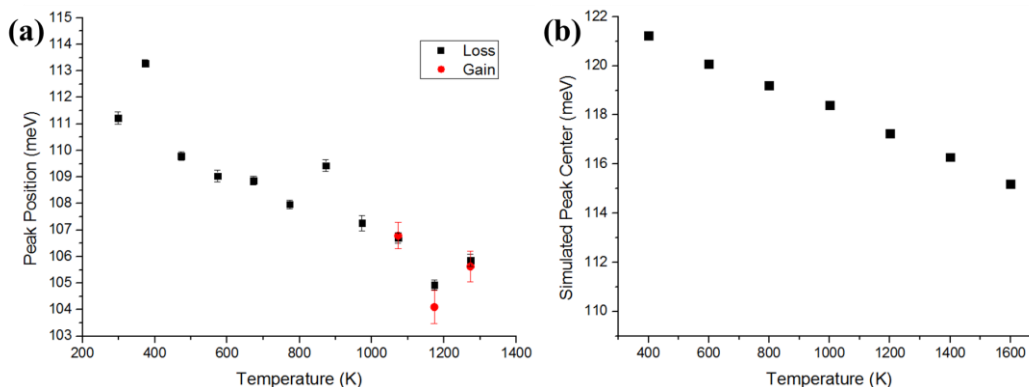 (a)
115
114
113
112
111
110
109
108
107
106
105
104
103
Peak Position (meV)
200 400 600 800 1000 1200 1400
Temperature (K)
Loss
Gain
(b)
122
120
118
116
114
112
110
Simulated Peak Center (meV)
400 600 800 1000 1200 1400 1600
Temperature (K)